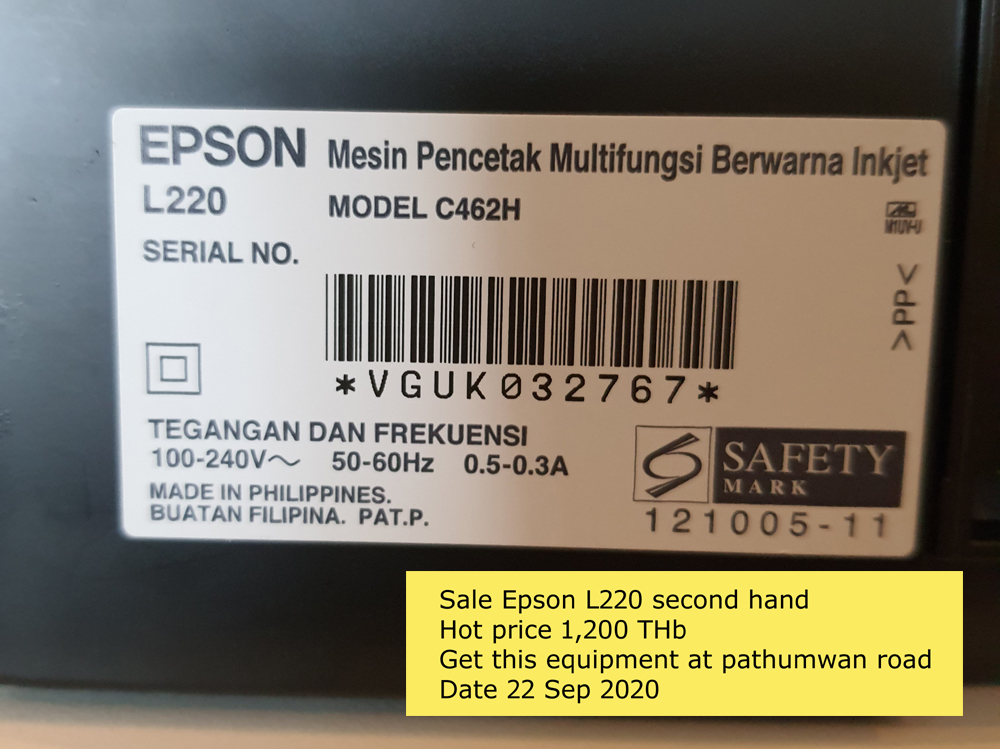 EPSON Mesin Pencetak Multifungsi Berwarna Inkjet
L220 MODEL C462H
SERIAL NO.
*VGUK032767*
>PP<
TEGANGAN DAN FREKUENSI
100-240V～ 50-60Hz 0.5-0.3A
MADE IN PHILIPPINES.
BUATAN FILIPINA. PAT.P.
SAFETY
MARK
121005-11
Sale Epson L220 second hand
Hot price 1,200 THb
Get this equipment at pathumwan road
Date 22 Sep 2020